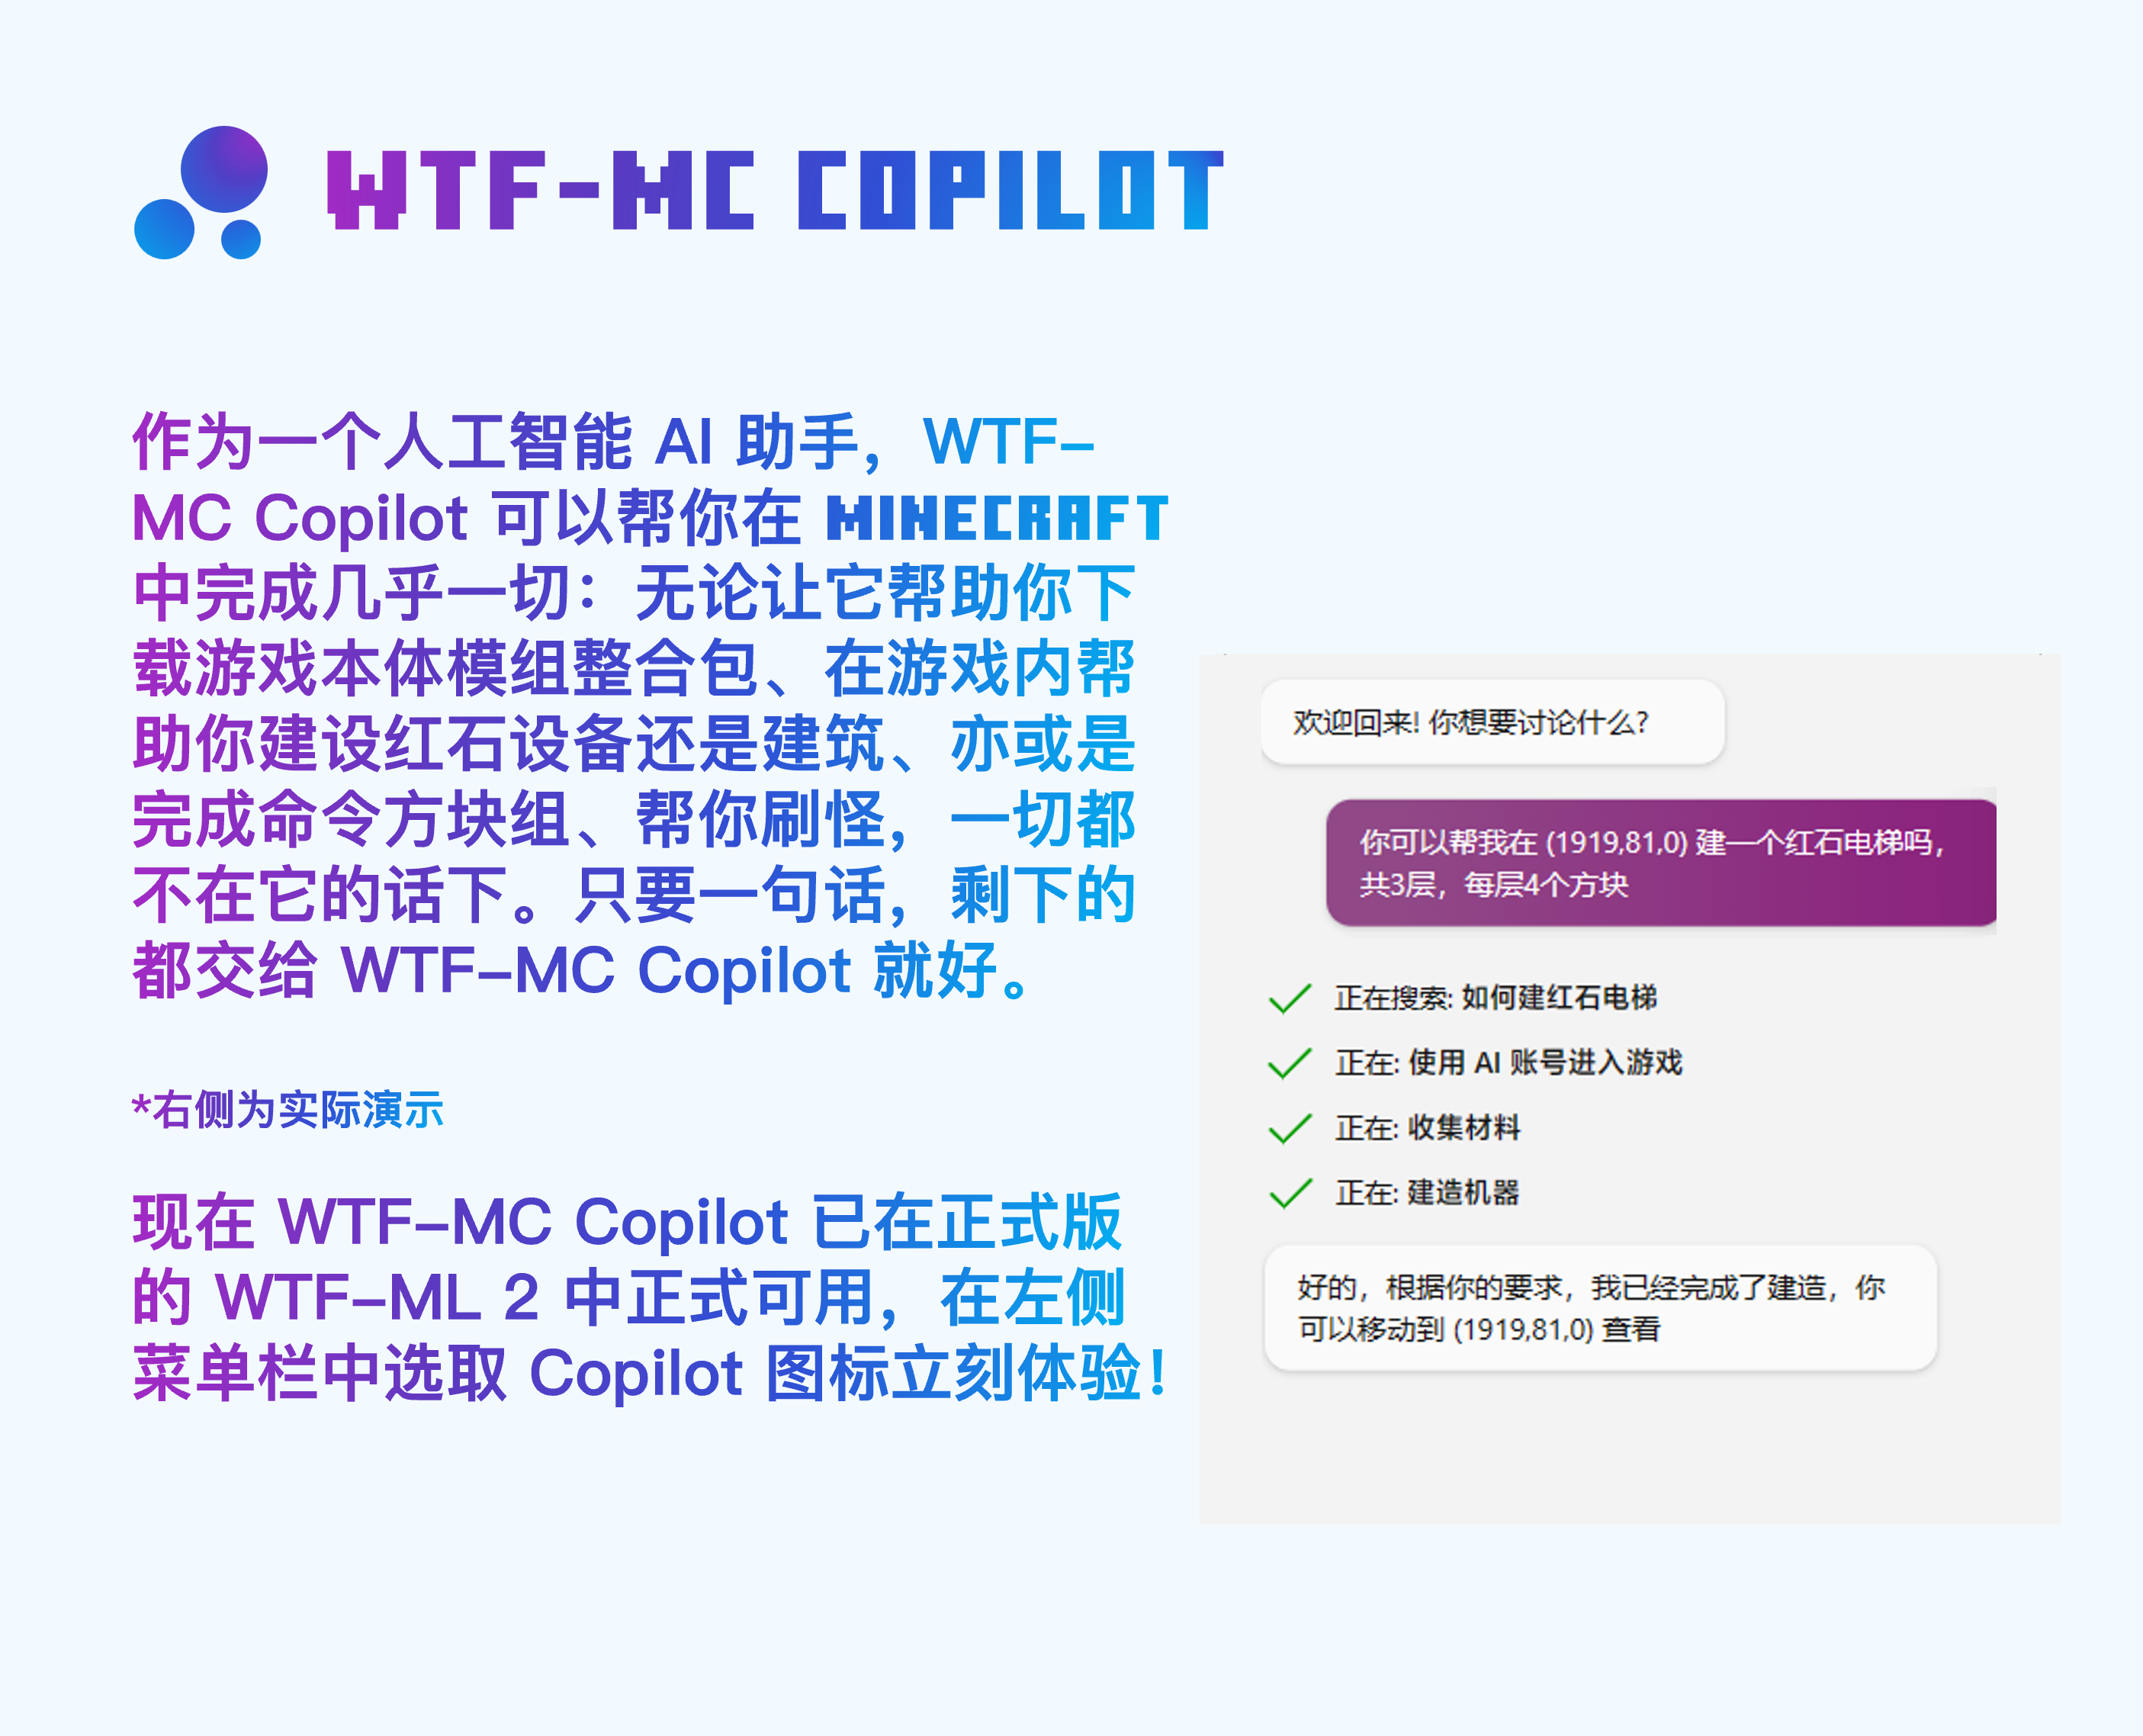 WTF-MC COPILOT
作为一个人工智能 AI 助手，WTF-
MC Copilot 可以帮你在 MINECRAFT
中完成几乎一切：无论让它帮助你下
载游戏本体模组整合包、在游戏内帮
助你建设红石设备还是建筑、亦或是
完成命令方块组、帮你刷怪，一切都
不在它的话下。只要一句话，剩下的
都交给 WTF-MC Copilot 就好。
*右侧为实际演示
现在 WTF-MC Copilot 已在正式版
的 WTF-ML 2 中正式可用，在左侧
菜单栏中选取 Copilot 图标立刻体验！
欢迎回来! 你想要讨论什么?
你可以帮我在 (1919,81,0) 建一个红石电梯吗，
共3层，每层4个方块
正在搜索: 如何建红石电梯
正在: 使用 AI 账号进入游戏
正在: 收集材料
正在: 建造机器
好的，根据你的要求，我已经完成了建造，你
可以移动到 (1919,81,0) 查看